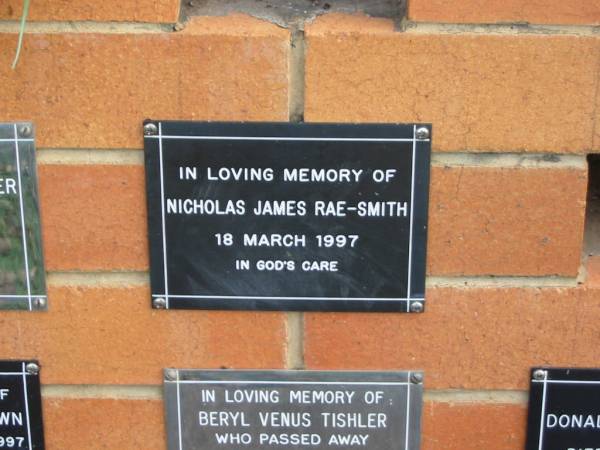 IN LOVING MEMORY OF
NICHOLAS JAMES RAE-SMITH
18 MARCH 1997
IN GOD'S CARE
ER
F
WN
997
IN LOVING MEMORY OF
BERYL VENUS TISHLER
WHO PASSED AWAY
DONAL